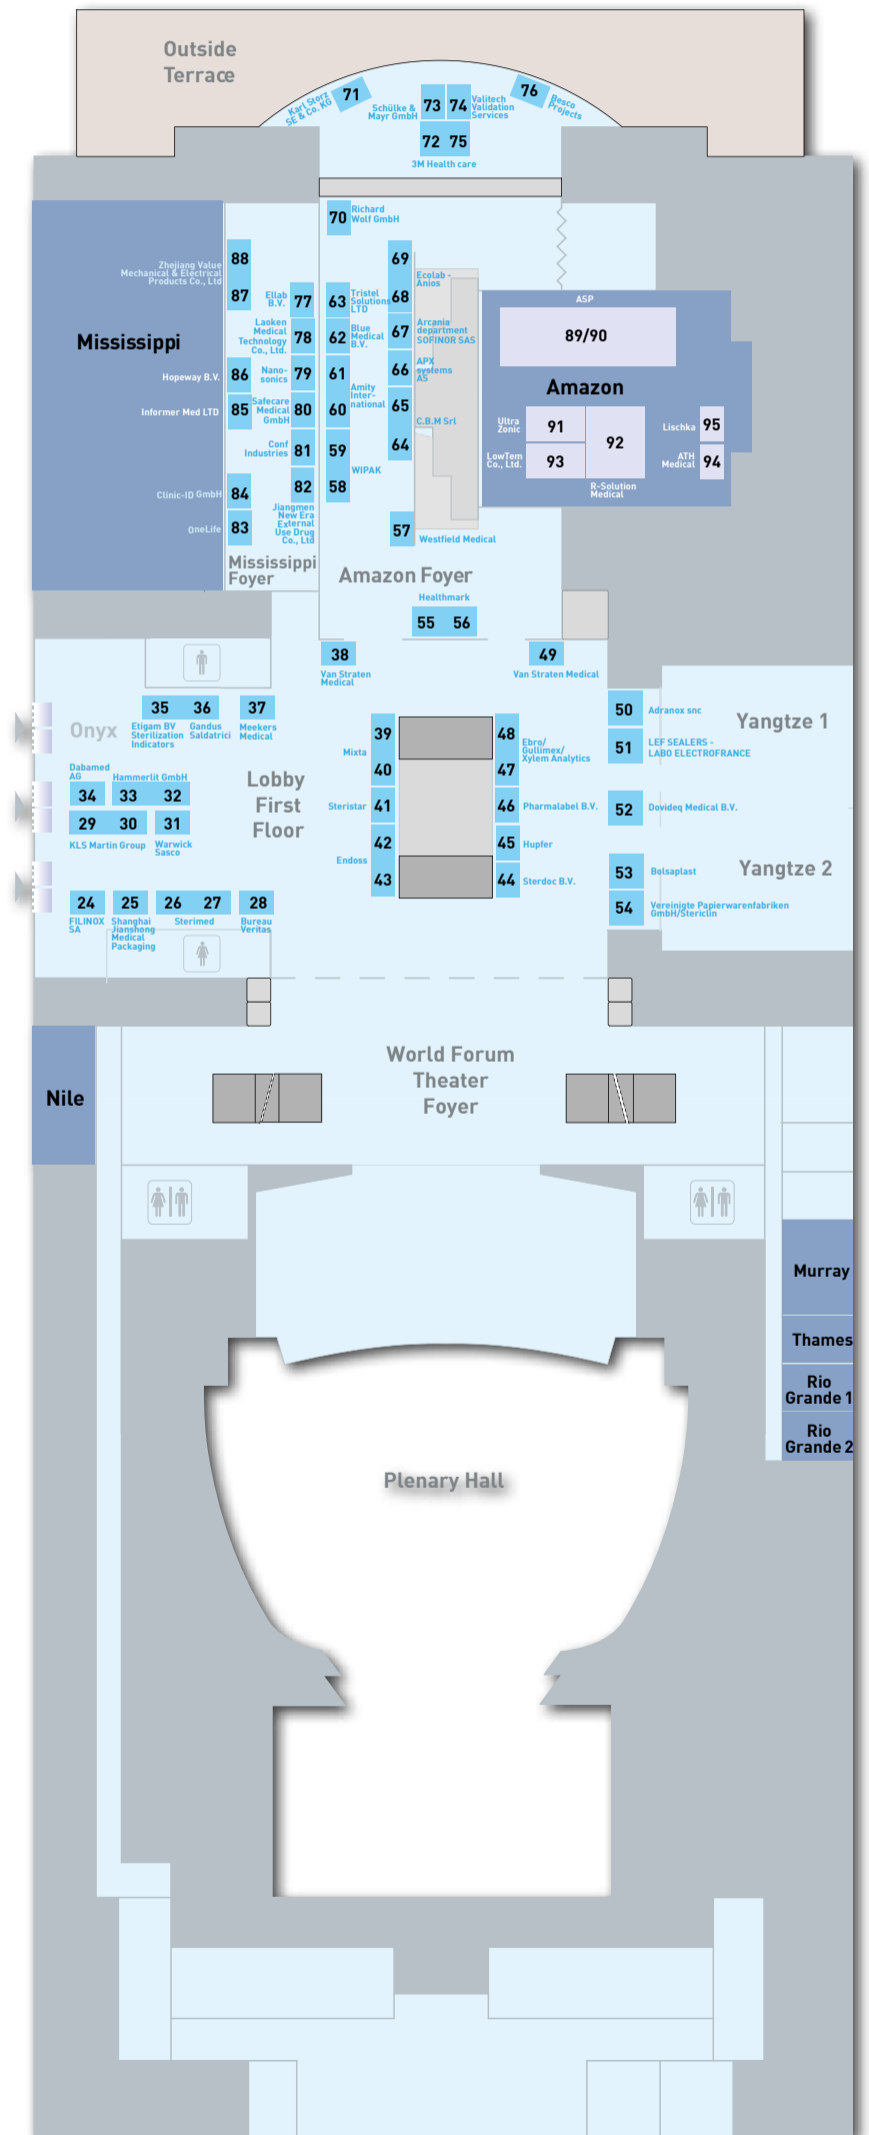 Outside
Terrace
71
Karl Storz
SE & Co. KG
73
74
Schülke &
Mayr GmbH
Valitech
Validation
Services
76
Besco
Projects
72
75
3M Health care
70
Richard
Wolf GmbH
88
Zhejiang Value
Mechanical & Electrical
Products Co., Ltd
87
69
Ecolab -
Anios
68
Ellab
B.V.
77
63
Tristel
Solutions
LTD
Laoken
Medical
Technology
Co., Ltd.
78
62
Blue
Medical
B.V.
67
Arcania
department
SOFINOR SAS
Mississippi
ASP
89/90
Amazon
Hopeway B.V.
86
Nano-
sonics
79
61
66
APX
systems
AS
Amity
Inter-
national
Informer Med LTD
85
Safecare
Medical
GmbH
80
60
65
C.B.M Srl
Ultra
Zonic
91
92
Lischka
95
LowTem
Co., Ltd.
93
ATH
Medical
94
R-Solution
Medical
Conf
Industries
81
59
64
WIPAK
Clinic-ID GmbH
84
82
58
Jiangmen
New Era
External
Use Drug
Co., Ltd
OneLife
83
57
Westfield Medical
Mississippi
Foyer
Amazon Foyer
Healthmark
55
56
38
Van Straten
Medical
49
Van Straten Medical
35
36
37
Etigam BV
Sterilization
Indicators
Gandus
Saldatrici
Meekers
Medical
Onyx
39
Mixta
40
48
Ebro/
Gullimex/
Xylem Analytics
47
50
Adranox snc
Yangtze 1
51
LEF SEALERS -
LABO ELECTROFRANCE
Dabamed
AG
Hammerlit GmbH
34
33
32
29
30
31
KLS Martin Group
Warwick
Sasco
Lobby
First
Floor
Steristar
41
46
Pharmalabel B.V.
52
Dovideq Medical B.V.
42
Endoss
43
45
Hupfer
44
Sterdoc B.V.
53
Bolsaplast
Yangtze 2
54
Vereinigte Papierwarenfabriken
GmbH/Stericlin
24
25
26
27
28
FILINOX
SA
Shanghai
Jianshong
Medical
Packaging
Sterimed
Bureau
Veritas
World Forum
Theater
Foyer
Nile
Murray
Thames
Rio
Grande 1
Rio
Grande 2
Plenary Hall